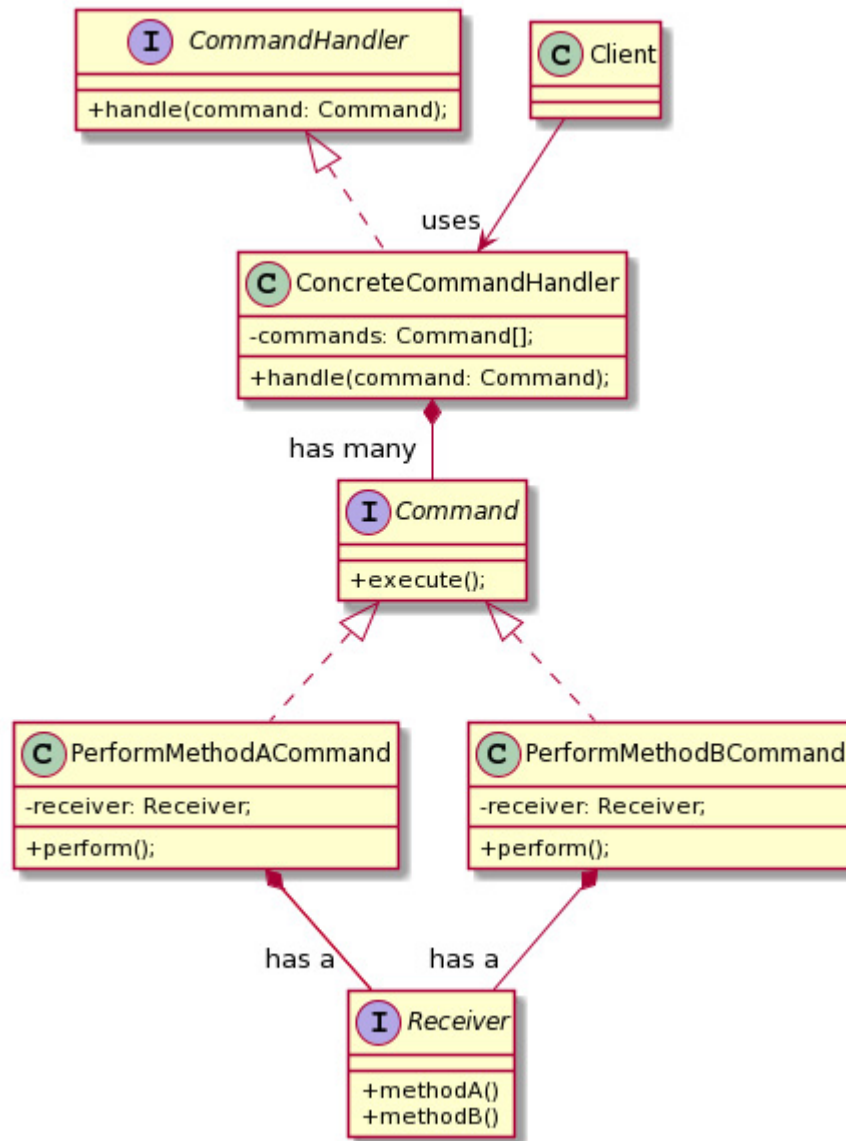 I CommandHandler
+handle(command: Command);
C Client
uses
C ConcreteCommandHandler
-commands: Command[];
+handle(command: Command);
has many
I Command
+execute();
C PerformMethodACommand
-receiver: Receiver;
+perform();
C PerformMethodBCommand
-receiver: Receiver;
+perform();
has a
has a
I Receiver
+methodA()
+methodB()